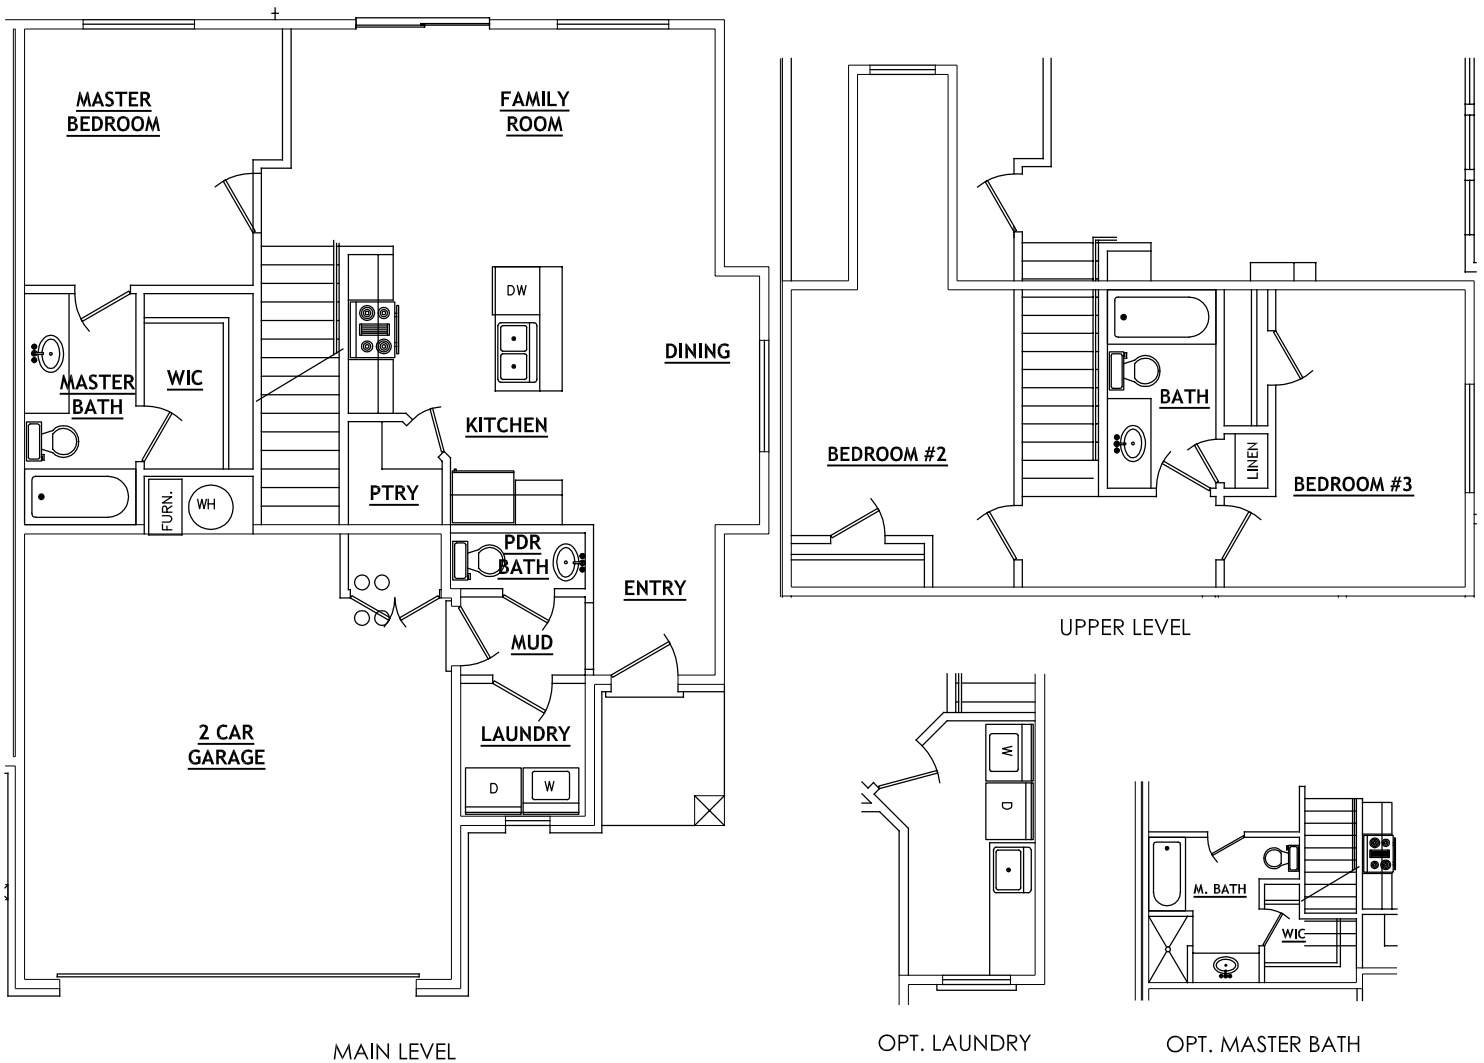 MASTER
BEDROOM
FAMILY
ROOM
DW
DINING
MASTER
BATH
WIC
KITCHEN
PTRY
FURN.
WH
PDR
BATH
ENTRY
MUD
2 CAR
GARAGE
LAUNDRY
D
W
MAIN LEVEL
BATH
BEDROOM #2
LINEN
BEDROOM #3
UPPER LEVEL
W
D
OPT. LAUNDRY
M. BATH
WIC
OPT. MASTER BATH